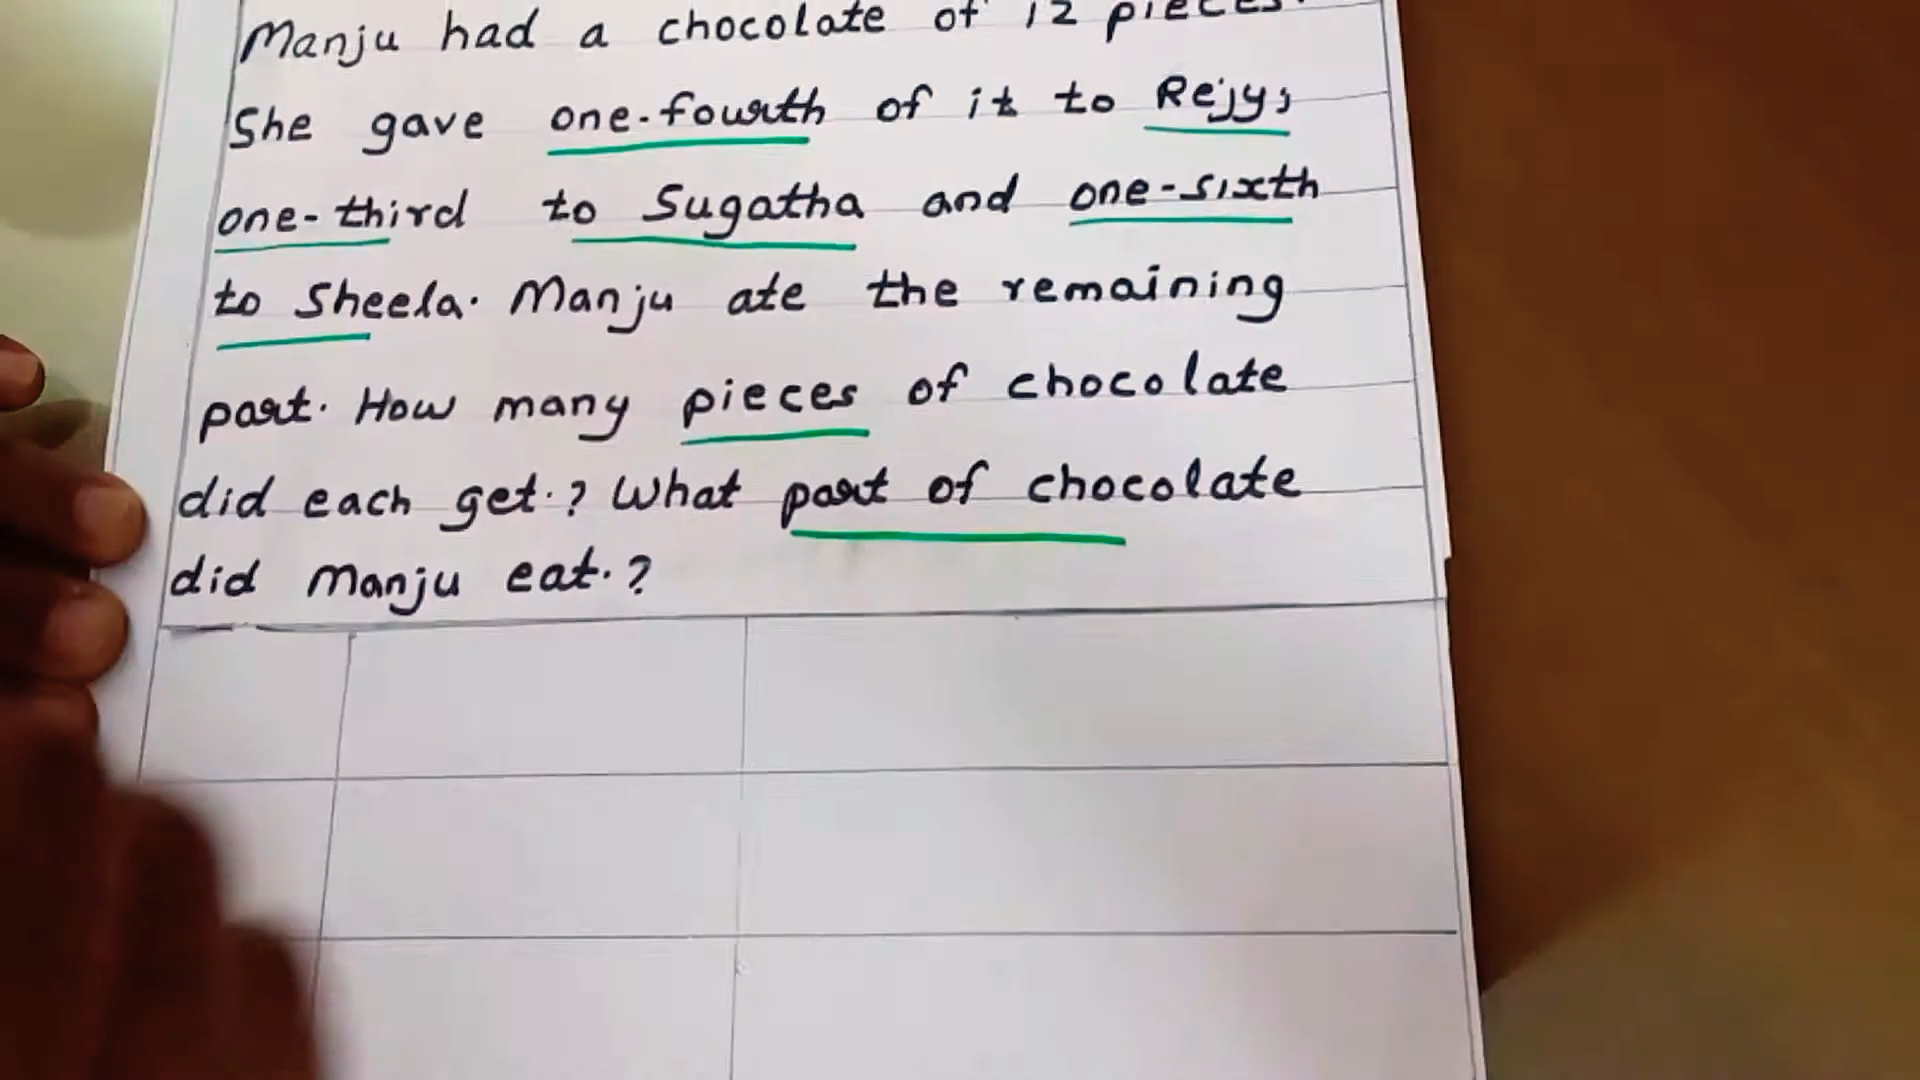 Manju had a chocolate of 12 pieces.
She gave one-fourth of it to Rejy,
one-third to Sugatha and one-sixth
to Sheela. Manju ate the remaining
part. How many pieces of chocolate
did each get.? What part of chocolate
did Manju eat.?